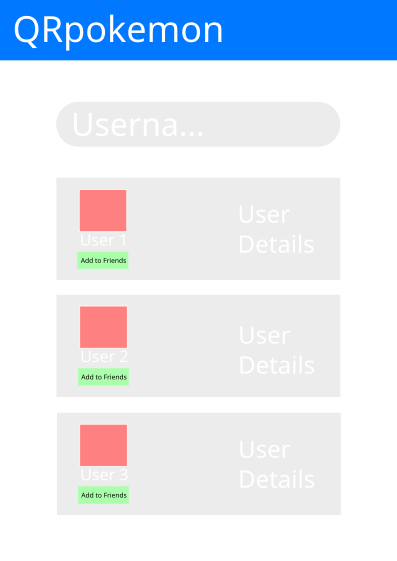 QRpokemon
Userna...
User 1
Add to Friends
User
Details
User 2
Add to Friends
User
Details
User 3
Add to Friends
User
Details